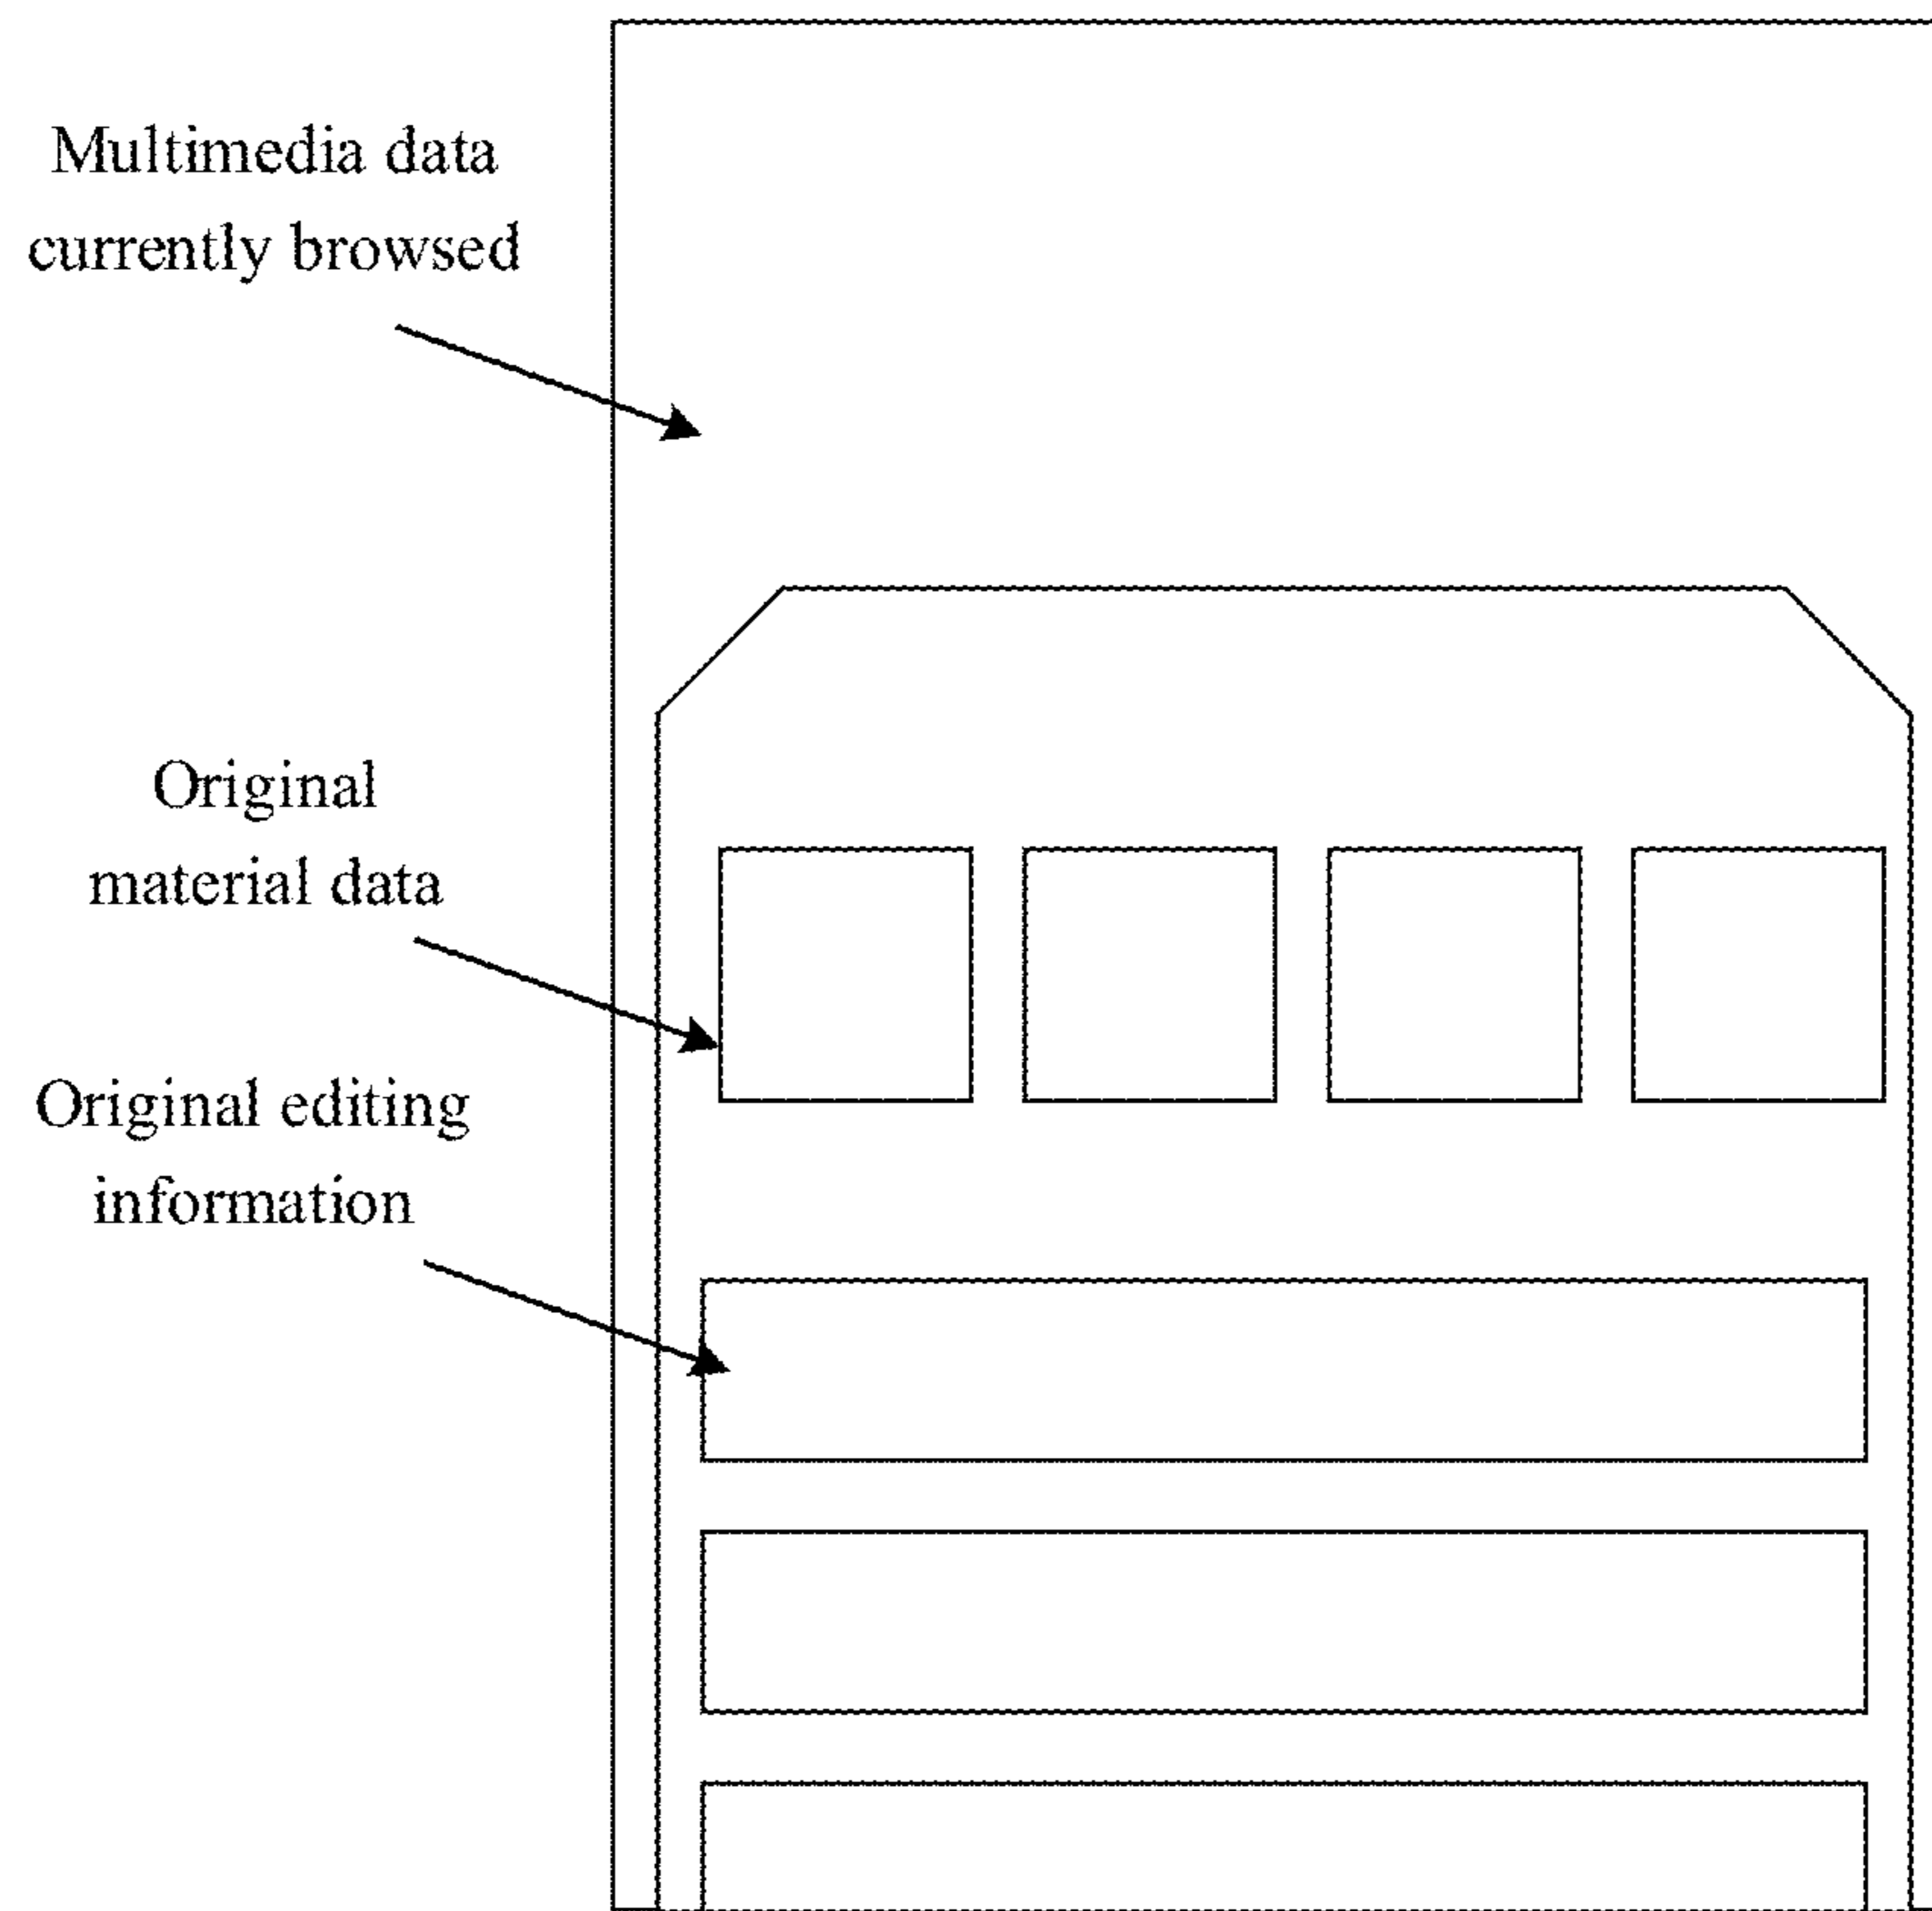 Multimedia data
currently browsed
Original
material data
Original editing
information